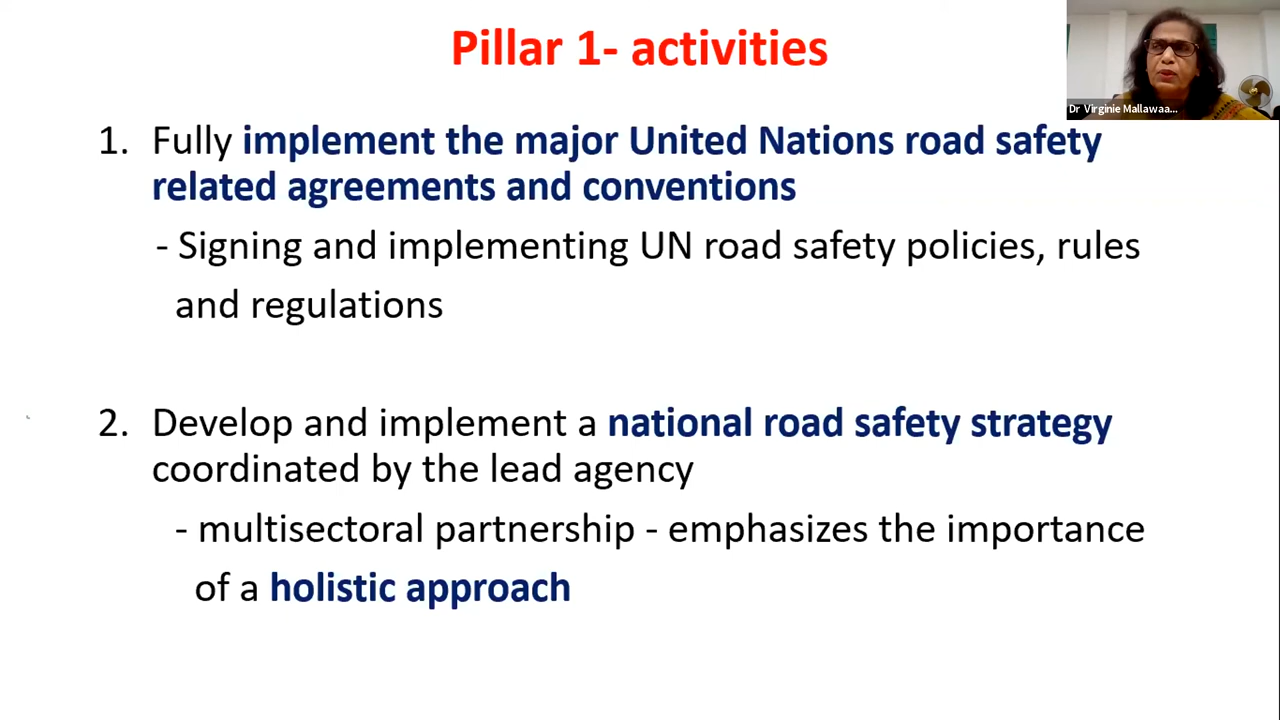 Pillar 1- activities
Dr Virginie Mallawaa...
1. Fully implement the major United Nations road safety
related agreements and conventions
- Signing and implementing UN road safety policies, rules
and regulations
2. Develop and implement a national road safety strategy
coordinated by the lead agency
- multisectoral partnership - emphasizes the importance
of a holistic approach